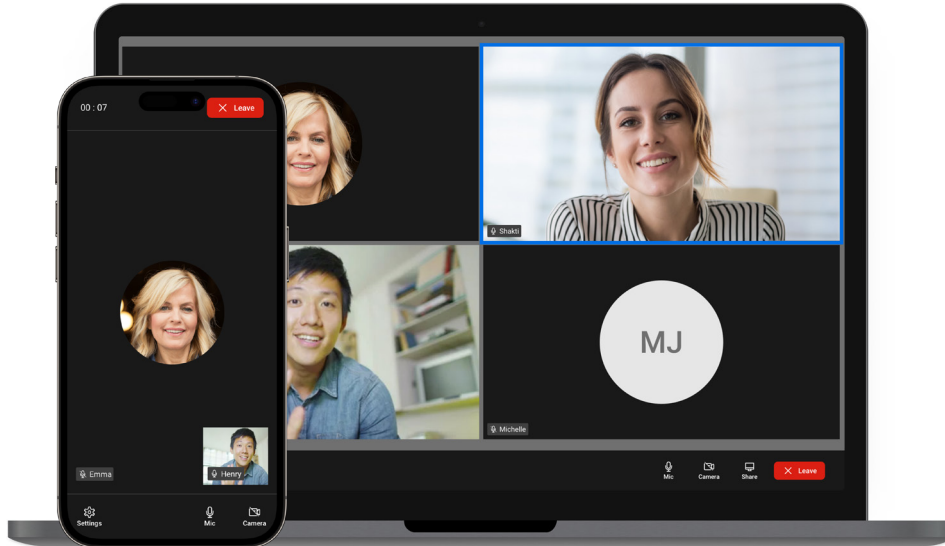 00 : 07
Leave
Emma
Henry
Settings
Mic
Camera
Shakti
MJ
Michelle
Mic
Camera
Share
Leave